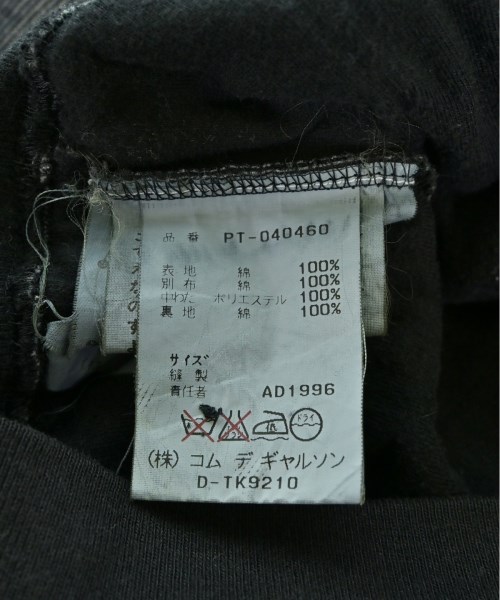 品番 PT-040460
表地 綿 100%
別布 綿 100%
中わた ポリエステル 100%
裏地 綿 100%
サイズ
縫製
責任者 AD1996
ドライ
(株) コム デ ギャルソン
D-TK9210